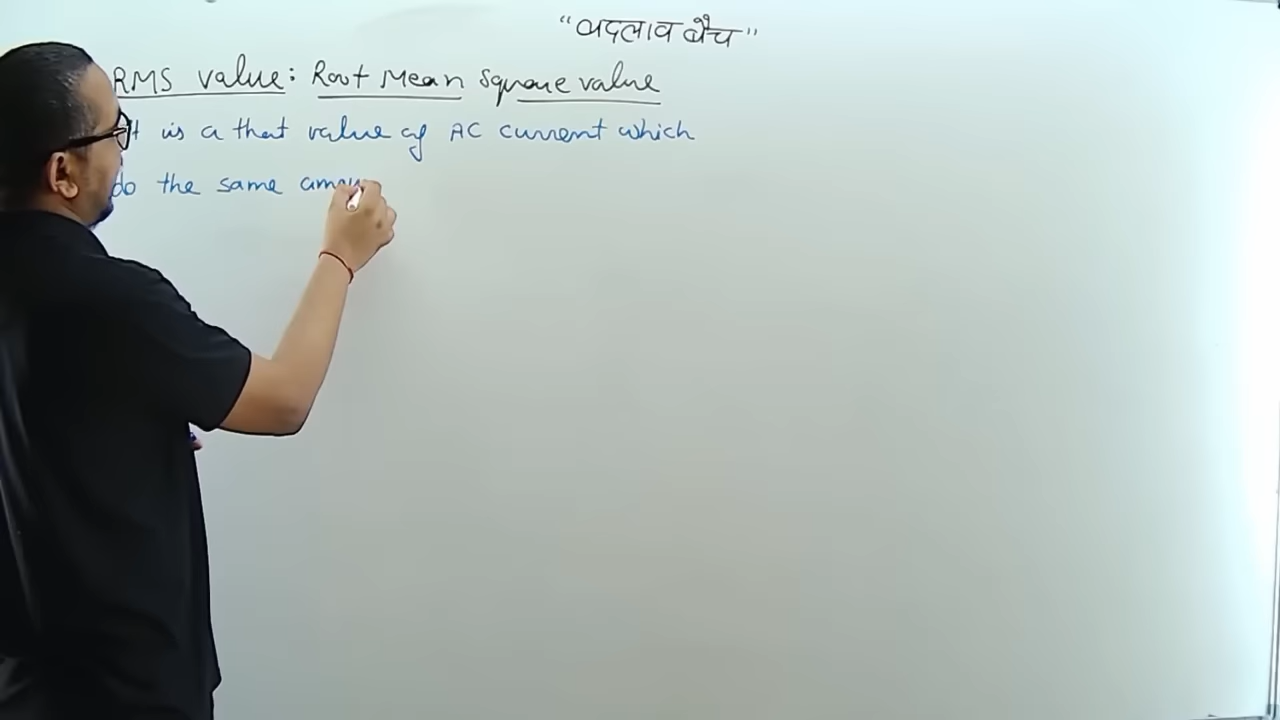 "बदलाव बैच"
RMS value: Root Mean Square value
It is a that value of AC current which
do the same amou